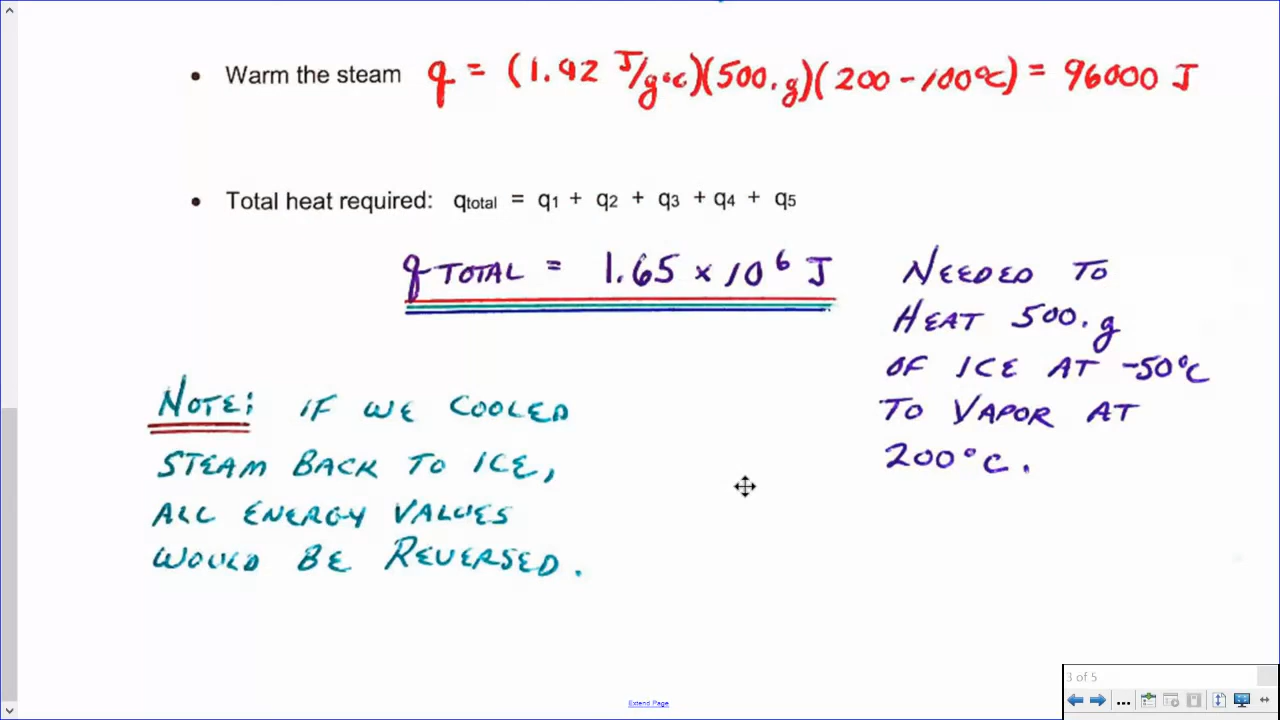 • Warm the steam q = (1.92 J/g°C)(500. g)(200 - 100°C) = 96000 J
• Total heat required: qtotal = q1 + q2 + q3 + q4 + q5
qTOTAL = 1.65 x 10^6 J
NEEDED TO
HEAT 500. g
OF ICE AT -50°C
TO VAPOR AT
200°C.
NOTE: IF WE COOLED
STEAM BACK TO ICE,
ALL ENERGY VALUES
WOULD BE REVERSED.
3 of 5
Extend Page